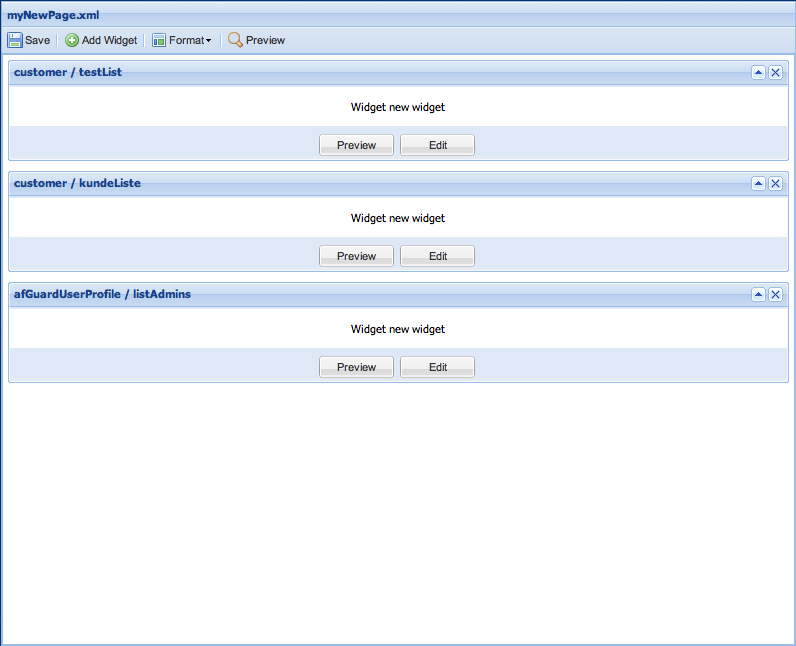 myNewPage.xml
Save Add Widget Format Preview
customer / testList
Widget new widget
Preview Edit
customer / kundeListe
Widget new widget
Preview Edit
afGuardUserProfile / listAdmins
Widget new widget
Preview Edit